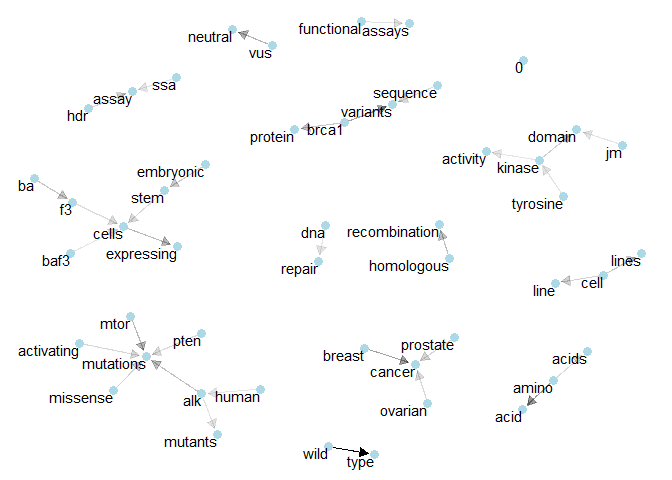 functional
assays
neutral
vus
0
ssa
assay
hdr
sequence
variants
brca1
protein
domain
jm
activity
kinase
tyrosine
embryonic
ba
stem
f3
cells
expressing
baf3
dna
repair
recombination
homologous
lines
cell
line
mtor
pten
activating
mutations
missense
alk
human
mutants
breast
prostate
cancer
ovarian
acids
amino
acid
wild
type